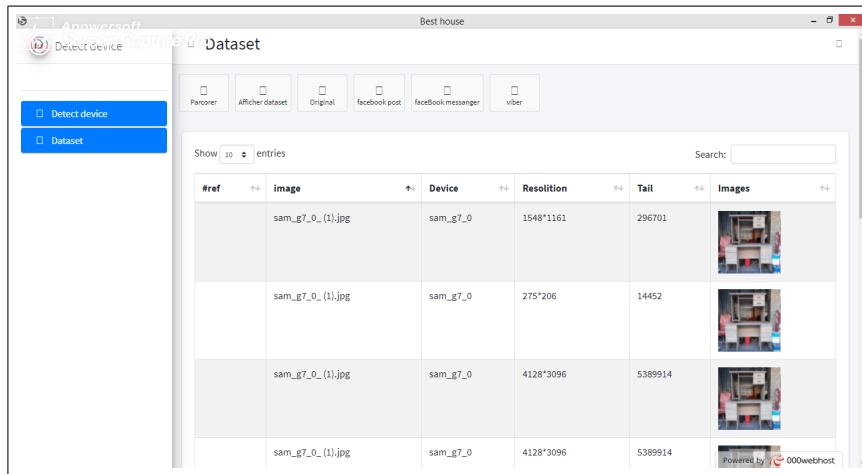 Best house
Apowersoft
Screen Capture Pro
Detect device
Dataset
Parcorer
Afficher dataset
Original
facebook post
faceBook messanger
viber
Detect device
Dataset
Show 10 entries
Search:
#ref image Device Resolition Tail Images
sam_g7_0_ (1).jpg sam_g7_0 1548*1161 296701
sam_g7_0_ (1).jpg sam_g7_0 275*206 14452
sam_g7_0_ (1).jpg sam_g7_0 4128*3096 5389914
sam_g7_0_ (1).jpg sam_g7_0 4128*3096 5389914
Powered by 000webhost